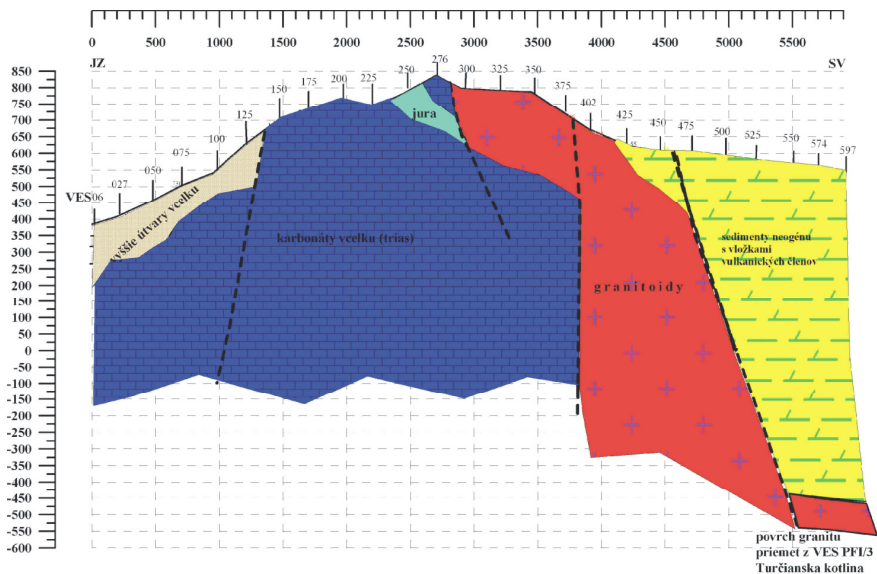 0 500 1000 1500 2000 2500 3000 3500 4000 4500 5000 5500
JZ SV
850
800
750
700
650
600
550
500
450
400
350
300
250
200
150
100
50
0
-50
-100
-150
-200
-250
-300
-350
-400
-450
-500
-550
-600
VES 06 027 050 075 100 125 150 175 200 225 250 276 300 325 350 375 402 425 450 475 500 525 550 574 597
jura
vyššie útvary vcelku
karbonáty vcelku (trias)
granitoidy
sedimenty neogénu
s vložkami
vulkanických členov
povrch granitu
priemet z VES PFI/3
Turčianska kotlina